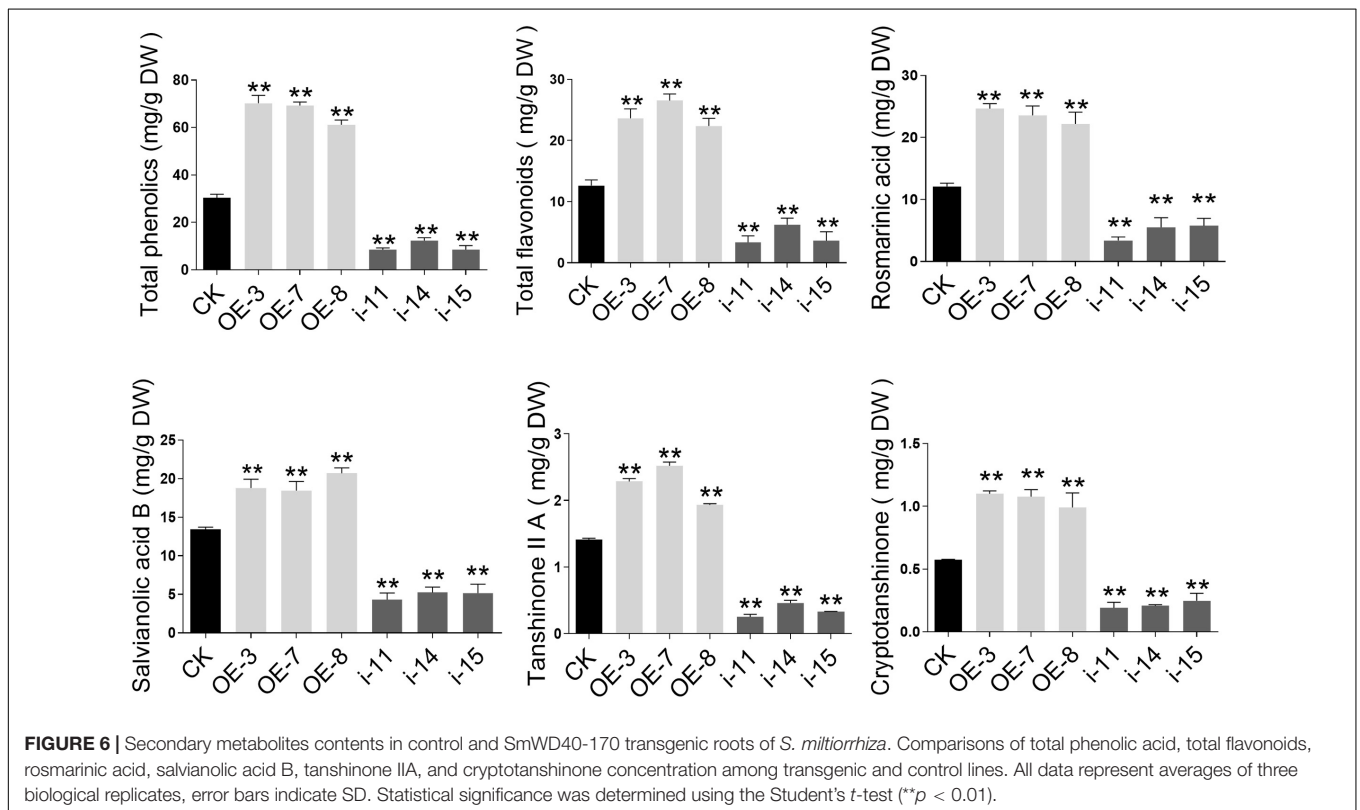 Total phenolics (mg/g DW)
80
60
40
20
0
** ** ** ** ** **
CK OE-3 OE-7 OE-8 i-11 i-14 i-15
Total flavonoids ( mg/g DW)
30
20
10
0
** ** ** ** ** **
CK OE-3 OE-7 OE-8 i-11 i-14 i-15
Rosmarinic acid (mg/g DW)
30
20
10
0
** ** ** ** ** **
CK OE-3 OE-7 OE-8 i-11 i-14 i-15
Salvianolic acid B (mg/g DW)
25
20
15
10
5
0
** ** ** ** ** **
CK OE-3 OE-7 OE-8 i-11 i-14 i-15
Tanshinone II A ( mg/g DW)
3
2
1
0
** ** ** ** ** **
CK OE-3 OE-7 OE-8 i-11 i-14 i-15
Cryptotanshinone ( mg/g DW)
1.5
1.0
0.5
0.0
** ** ** ** ** **
CK OE-3 OE-7 OE-8 i-11 i-14 i-15
FIGURE 6 | Secondary metabolites contents in control and SmWD40-170 transgenic roots of S. miltiorrhiza. Comparisons of total phenolic acid, total flavonoids,
rosmarinic acid, salvianolic acid B, tanshinone IIA, and cryptotanshinone concentration among transgenic and control lines. All data represent averages of three
biological replicates, error bars indicate SD. Statistical significance was determined using the Student's t-test (**p < 0.01).